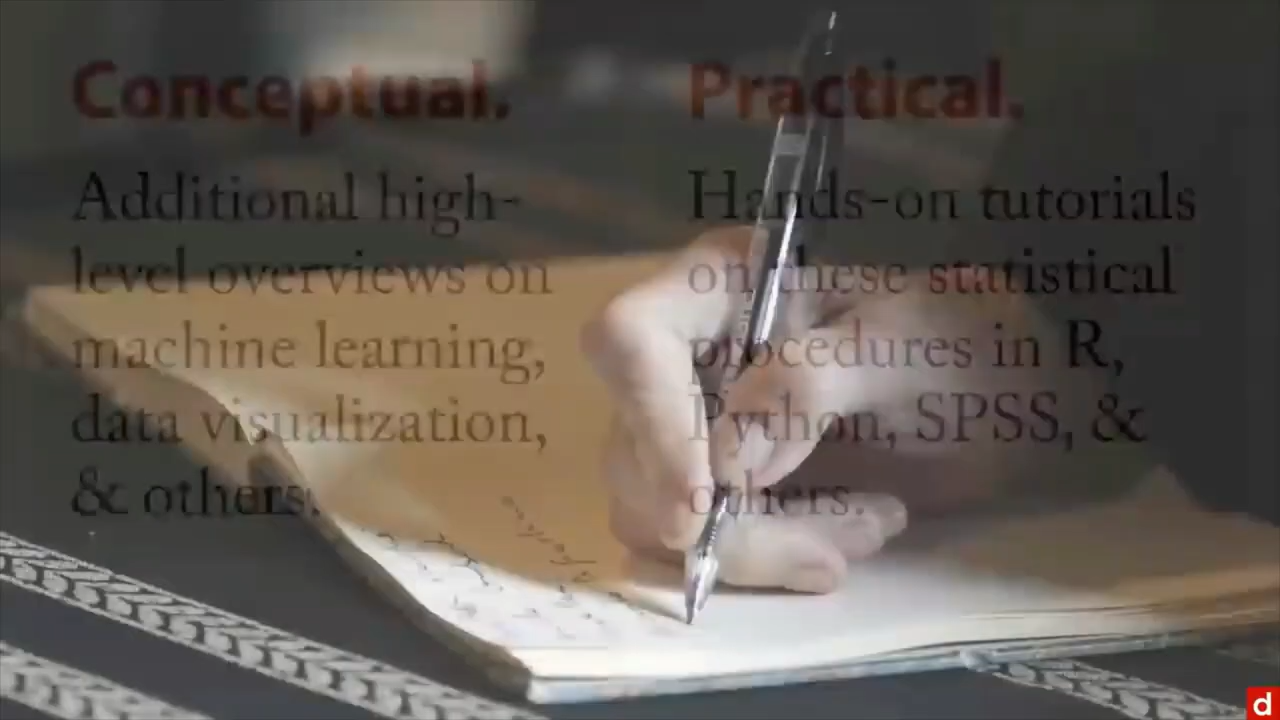 Conceptual.
Additional high-
level overviews on
machine learning,
data visualization,
& others.
Practical.
Hands-on tutorials
on these statistical
procedures in R,
Python, SPSS, &
others.
d